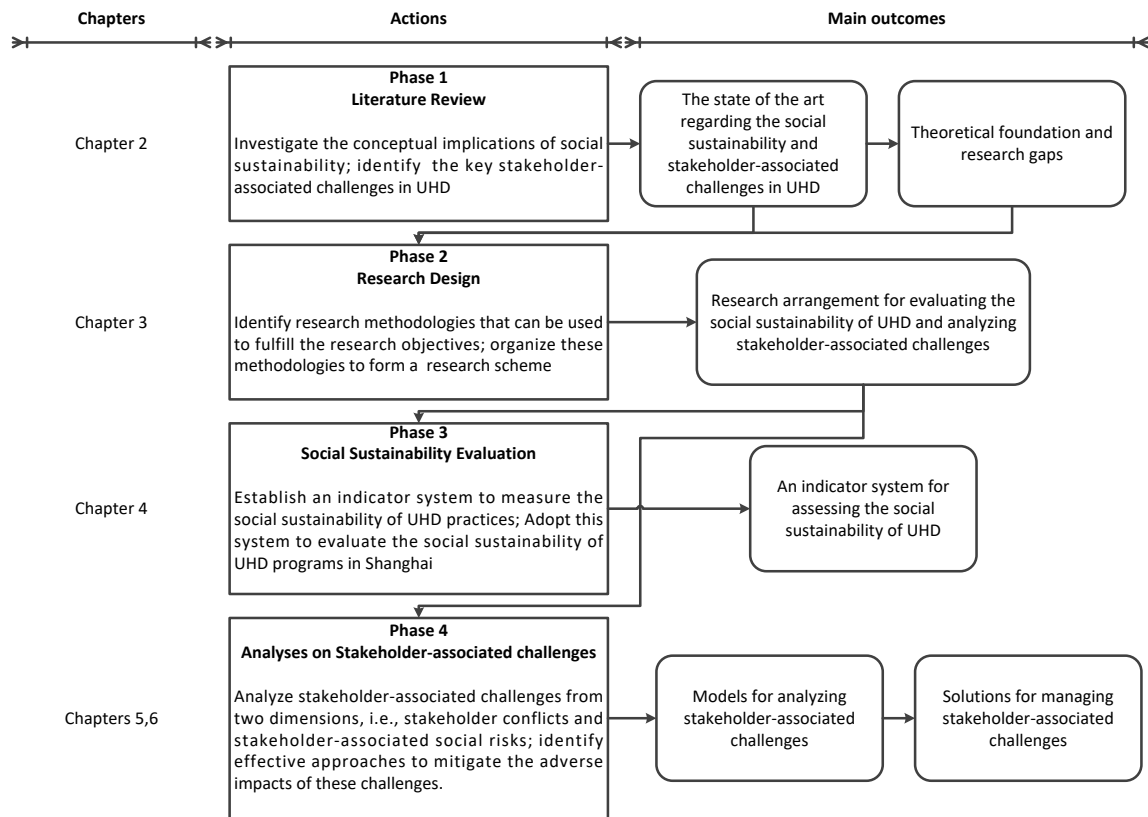 Chapters
Actions
Main outcomes
Chapter 2
Phase 1
Literature Review
Investigate the conceptual implications of social
sustainability; identify the key stakeholder-
associated challenges in UHD
The state of the art
regarding the social
sustainability and
stakeholder-associated
challenges in UHD
Theoretical foundation and
research gaps
Chapter 3
Phase 2
Research Design
Identify research methodologies that can be used
to fulfill the research objectives; organize these
methodologies to form a research scheme
Research arrangement for evaluating the
social sustainability of UHD and analyzing
stakeholder-associated challenges
Chapter 4
Phase 3
Social Sustainability Evaluation
Establish an indicator system to measure the
social sustainability of UHD practices; Adopt this
system to evaluate the social sustainability of
UHD programs in Shanghai
An indicator system for
assessing the social
sustainability of UHD
Chapters 5,6
Phase 4
Analyses on Stakeholder-associated challenges
Analyze stakeholder-associated challenges from
two dimensions, i.e., stakeholder conflicts and
stakeholder-associated social risks; identify
effective approaches to mitigate the adverse
impacts of these challenges.
Models for analyzing
stakeholder-associated
challenges
Solutions for managing
stakeholder-associated
challenges